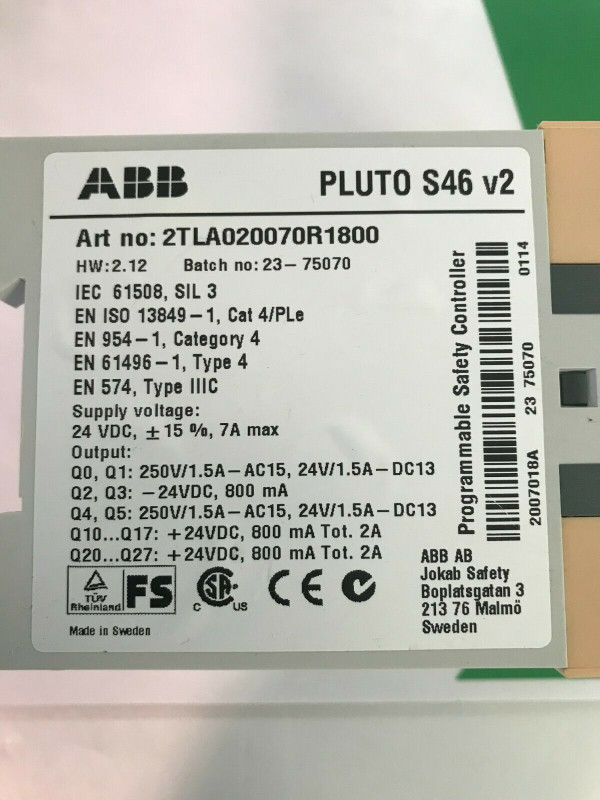 ABB
PLUTO S46 v2
Art no: 2TLA020070R1800
HW:2.12 Batch no: 23-75070
IEC 61508, SIL 3
EN ISO 13849-1, Cat 4/PLe
EN 954-1, Category 4
EN 61496-1, Type 4
EN 574, Type IIIC
Supply voltage:
24 VDC, ±15 %, 7A max
Output:
Q0, Q1: 250V/1.5A-AC15, 24V/1.5A-DC13
Q2, Q3: -24VDC, 800 mA
Q4, Q5: 250V/1.5A-AC15, 24V/1.5A-DC13
Q10...Q17: +24VDC, 800 mA Tot. 2A
Q20...Q27: +24VDC, 800 mA Tot. 2A
Programmable Safety Controller
2007018A 23 75070 0114
TÜV
Rheinland
FS
C SA US
CE
C
Made in Sweden
ABB AB
Jokab Safety
Boplatsgatan 3
213 76 Malmö
Sweden